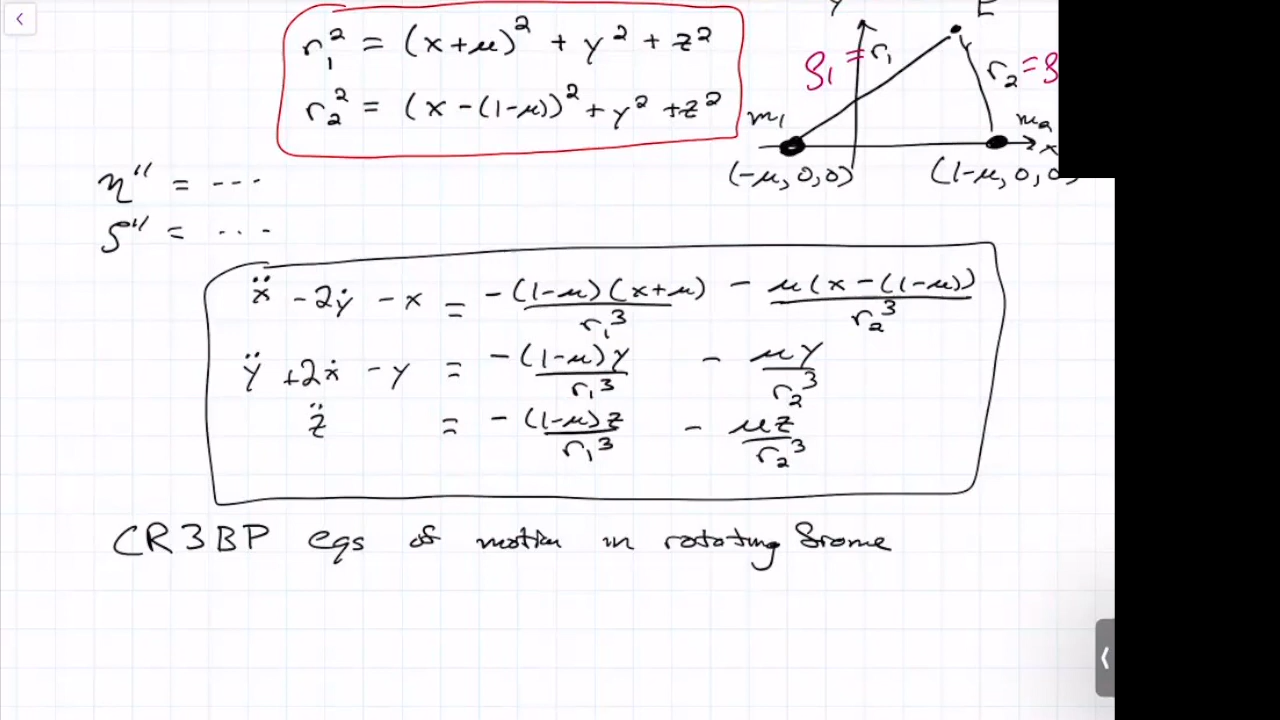 r₁² = (x+μ)² + y² + z²
r₂² = (x-(1-μ))² + y² + z²
Y
ρ₁ = r₁
r₂ = ρ
m₁
m₂
x
(-μ, 0, 0)
(1-μ, 0, 0)
η'' = ---
ζ'' = ...
ẍ - 2ẏ - x = -(1-μ)(x+μ)/r₁³ - μ(x-(1-μ))/r₂³
ÿ + 2ẋ - y = -(1-μ)y/r₁³ - μy/r₂³
z̈ = -(1-μ)z/r₁³ - μz/r₂³
CR3BP eqs of motion in rotating frame